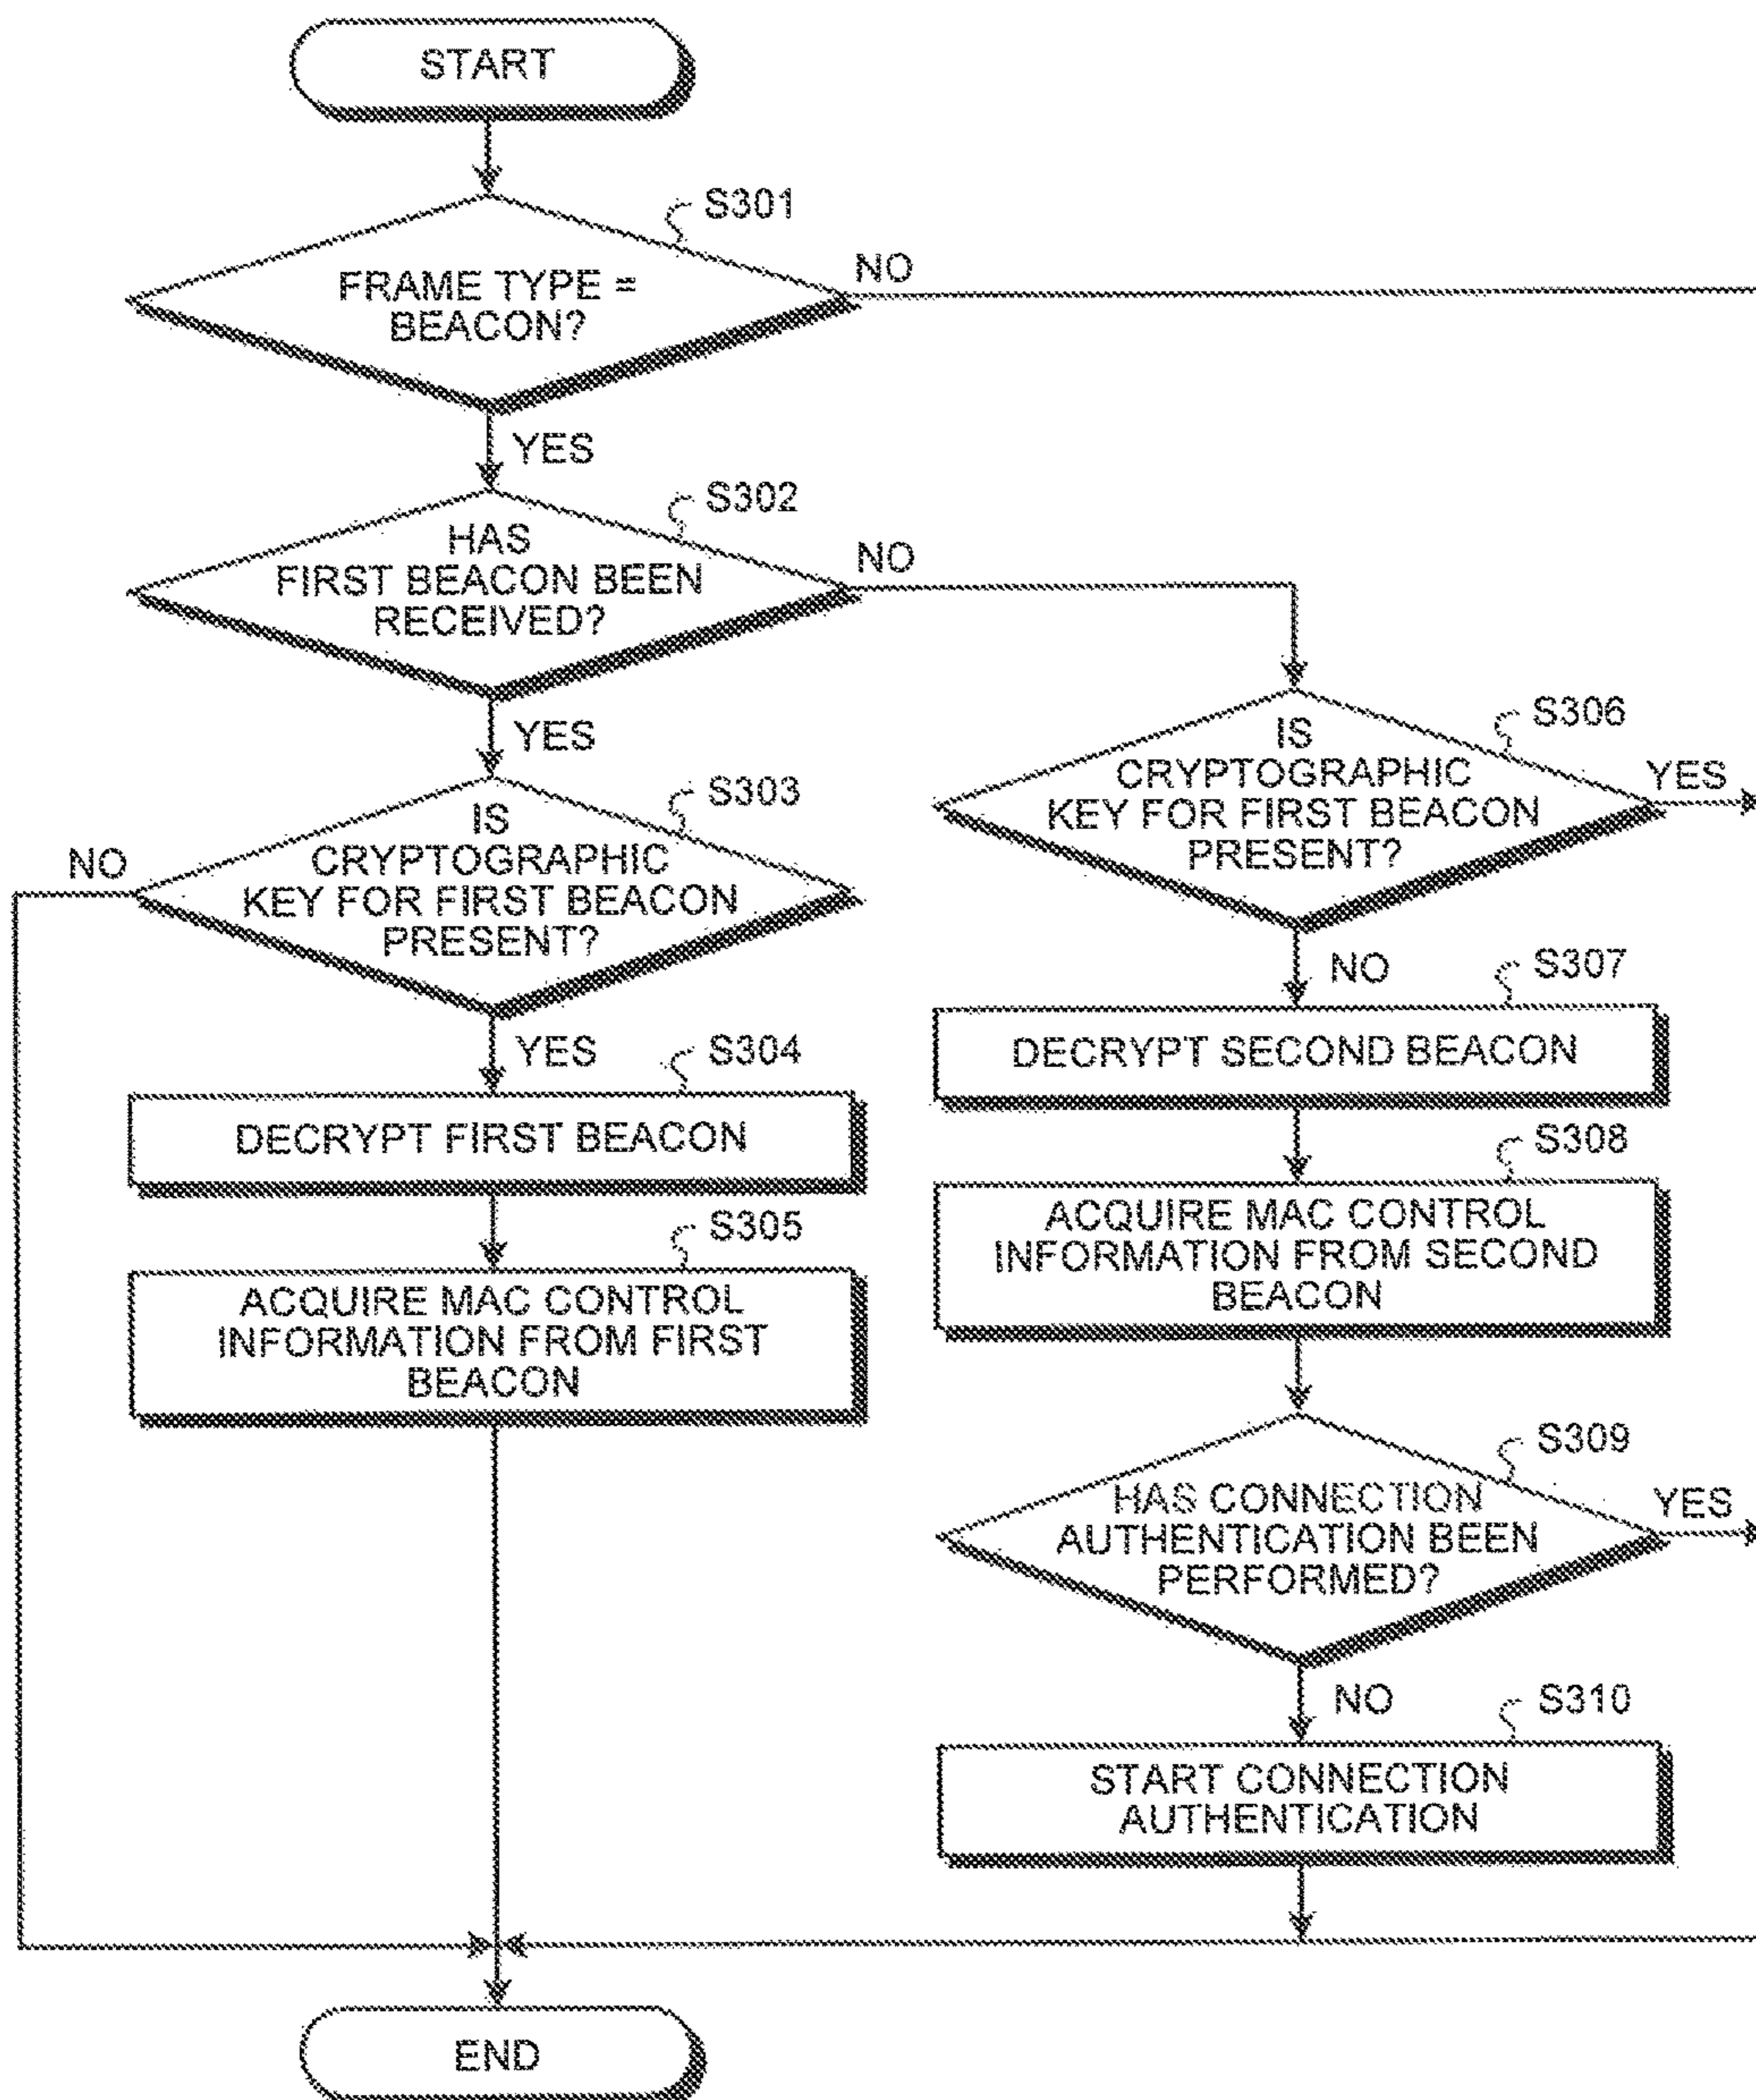 START
S301
FRAME TYPE =
BEACON?
NO
YES
S302
HAS
FIRST BEACON BEEN
RECEIVED?
NO
YES
S303
IS
CRYPTOGRAPHIC
KEY FOR FIRST BEACON
PRESENT?
NO
YES
S304
DECRYPT FIRST BEACON
S305
ACQUIRE MAC CONTROL
INFORMATION FROM FIRST
BEACON
S306
IS
CRYPTOGRAPHIC
KEY FOR FIRST BEACON
PRESENT?
YES
NO
S307
DECRYPT SECOND BEACON
S308
ACQUIRE MAC CONTROL
INFORMATION FROM SECOND
BEACON
S309
HAS CONNECTION
AUTHENTICATION BEEN
PERFORMED?
YES
NO
S310
START CONNECTION
AUTHENTICATION
END